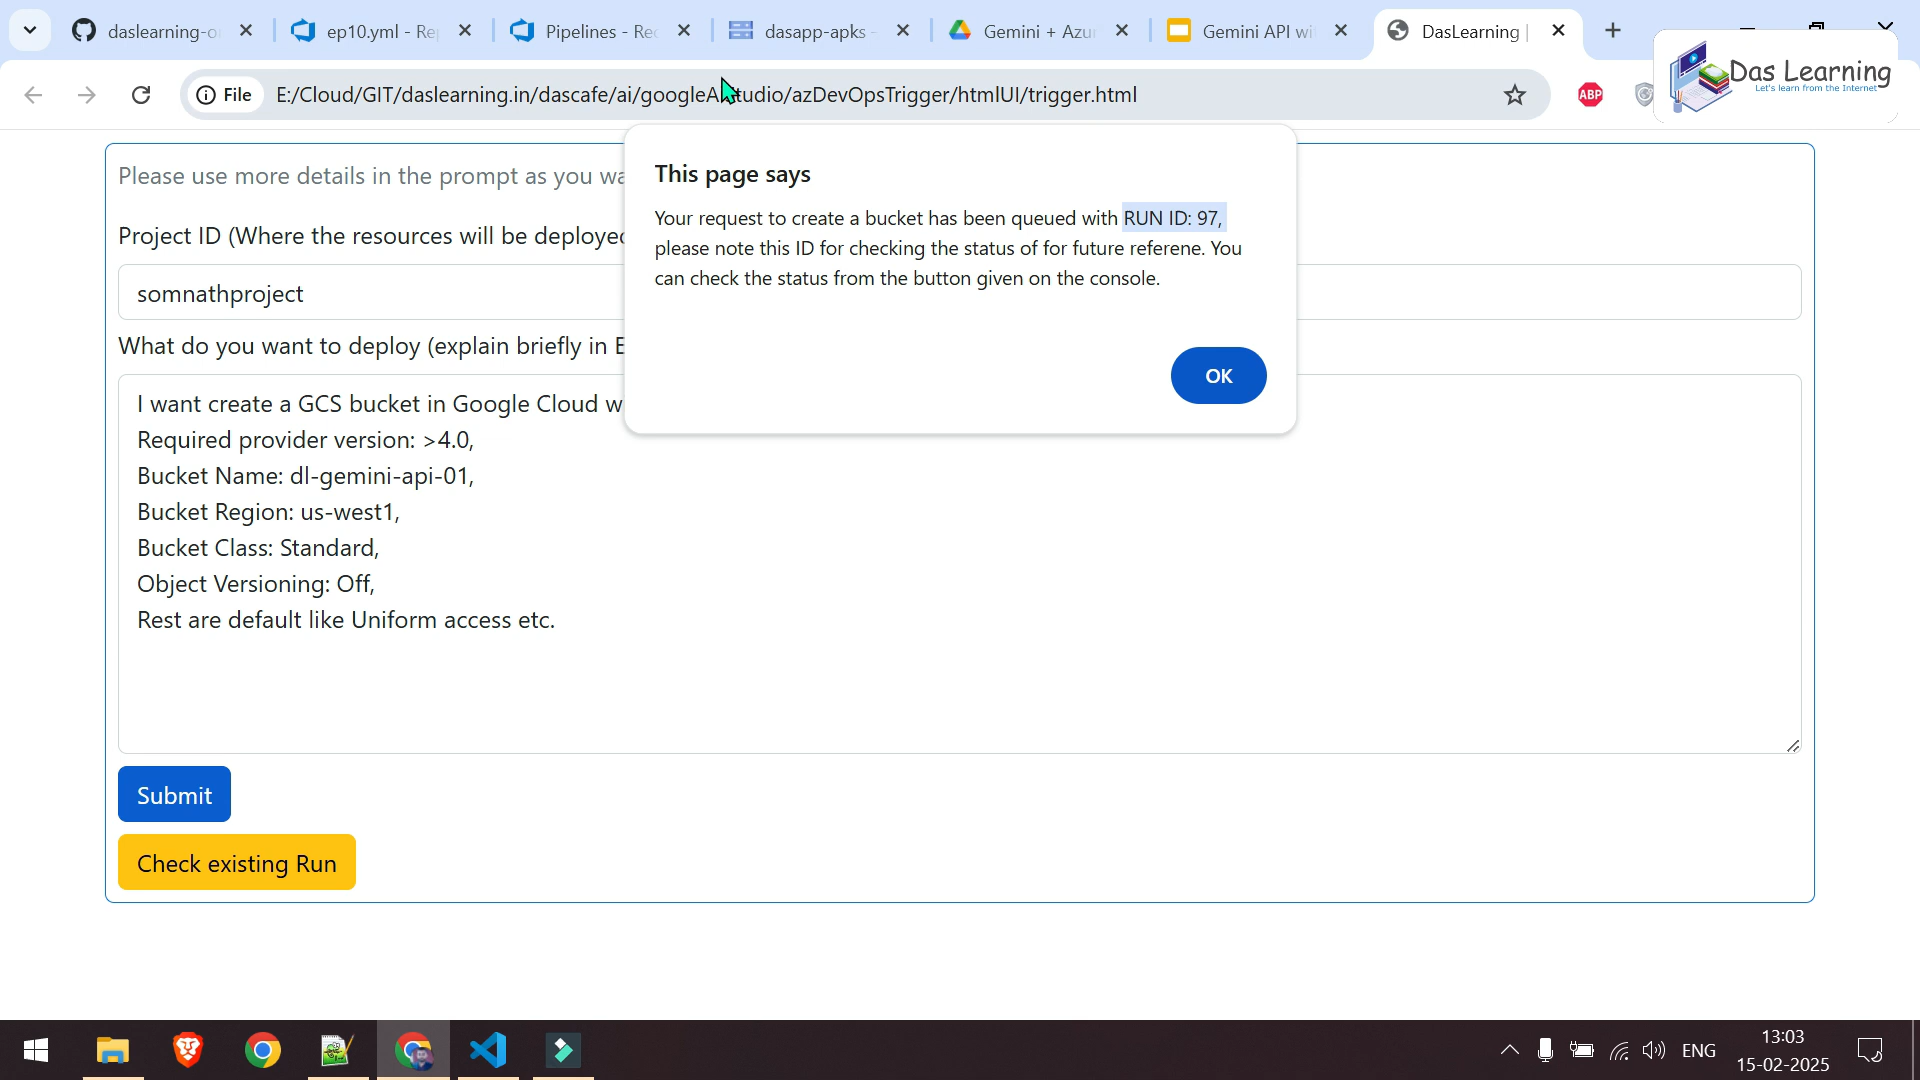 daslearning-o
ep10.yml - Re
Pipelines - Rec
dasapp-apks -
Gemini + Azu
Gemini API wi
DasLearning |
File
E:/Cloud/GIT/daslearning.in/dascafe/ai/googleA tudio/azDevOpsTrigger/htmlUI/trigger.html
ABP
Das Learning
Let's learn from the Internet
This page says
Your request to create a bucket has been queued with RUN ID: 97,
please note this ID for checking the status of for future referene. You
can check the status from the button given on the console.
OK
Please use more details in the prompt as you wa
Project ID (Where the resources will be deployed
somnathproject
What do you want to deploy (explain briefly in E
I want create a GCS bucket in Google Cloud w
Required provider version: >4.0,
Bucket Name: dl-gemini-api-01,
Bucket Region: us-west1,
Bucket Class: Standard,
Object Versioning: Off,
Rest are default like Uniform access etc.
Submit
Check existing Run
ENG
13:03
15-02-2025